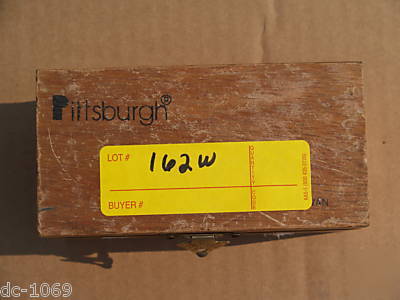 Pittsburgh®
LOT # 162W
BUYER #
dc-1069